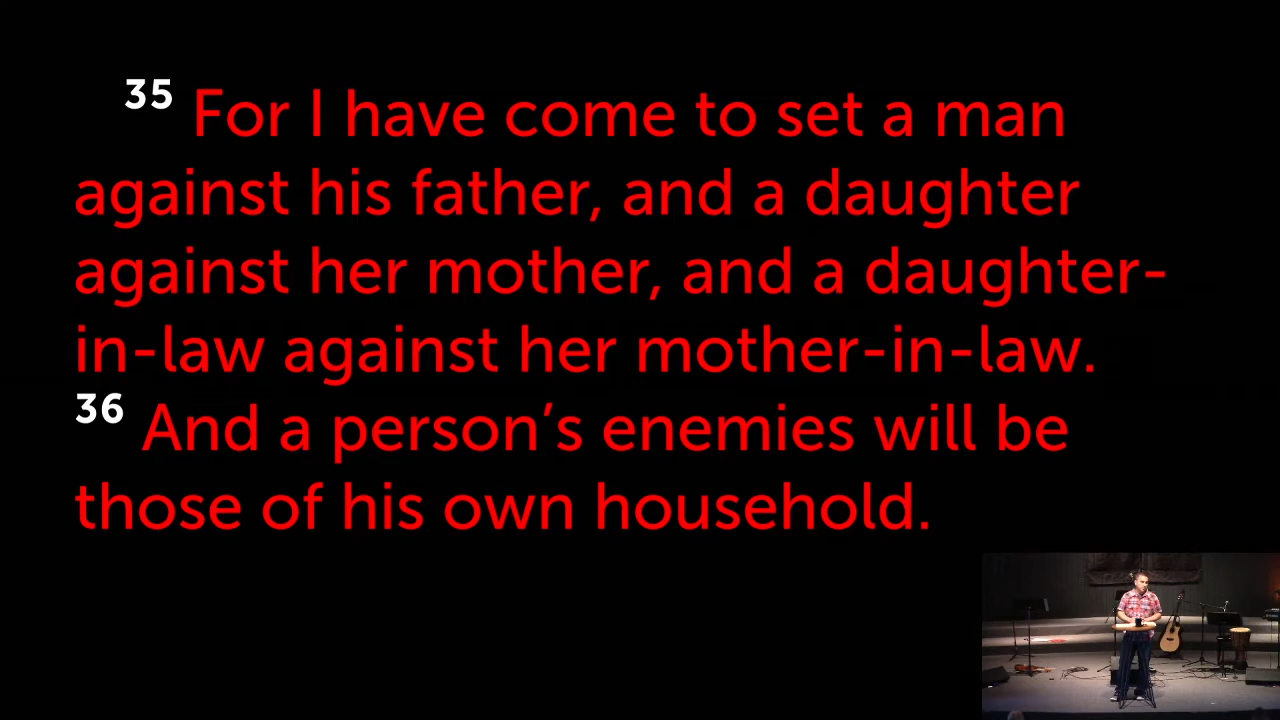 35 For I have come to set a man
against his father, and a daughter
against her mother, and a daughter-
in-law against her mother-in-law.
36 And a person’s enemies will be
those of his own household.